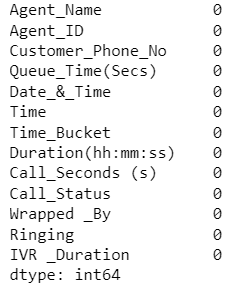 Agent_Name 0
Agent_ID 0
Customer_Phone_No 0
Queue_Time(Secs) 0
Date_&_Time 0
Time 0
Time_Bucket 0
Duration(hh:mm:ss) 0
Call_Seconds (s) 0
Call_Status 0
Wrapped _By 0
Ringing 0
IVR _Duration 0
dtype: int64